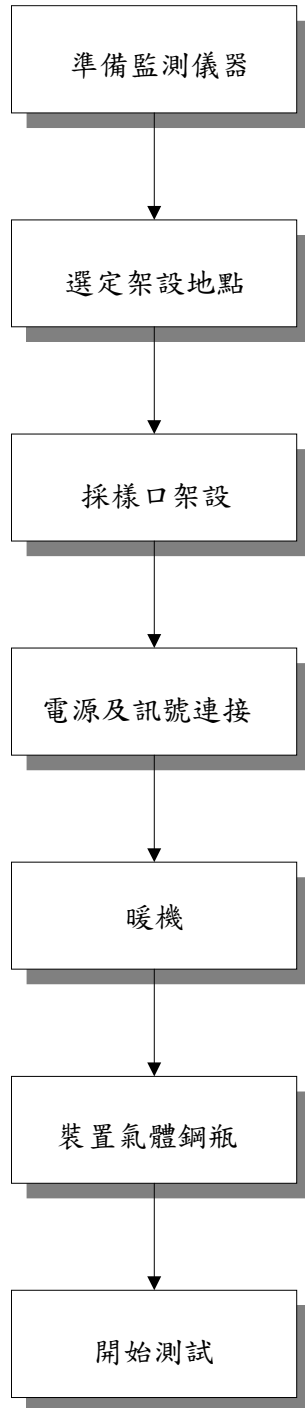 準備監測儀器
選定架設地點
採樣口架設
電源及訊號連接
暖機
裝置氣體鋼瓶
開始測試